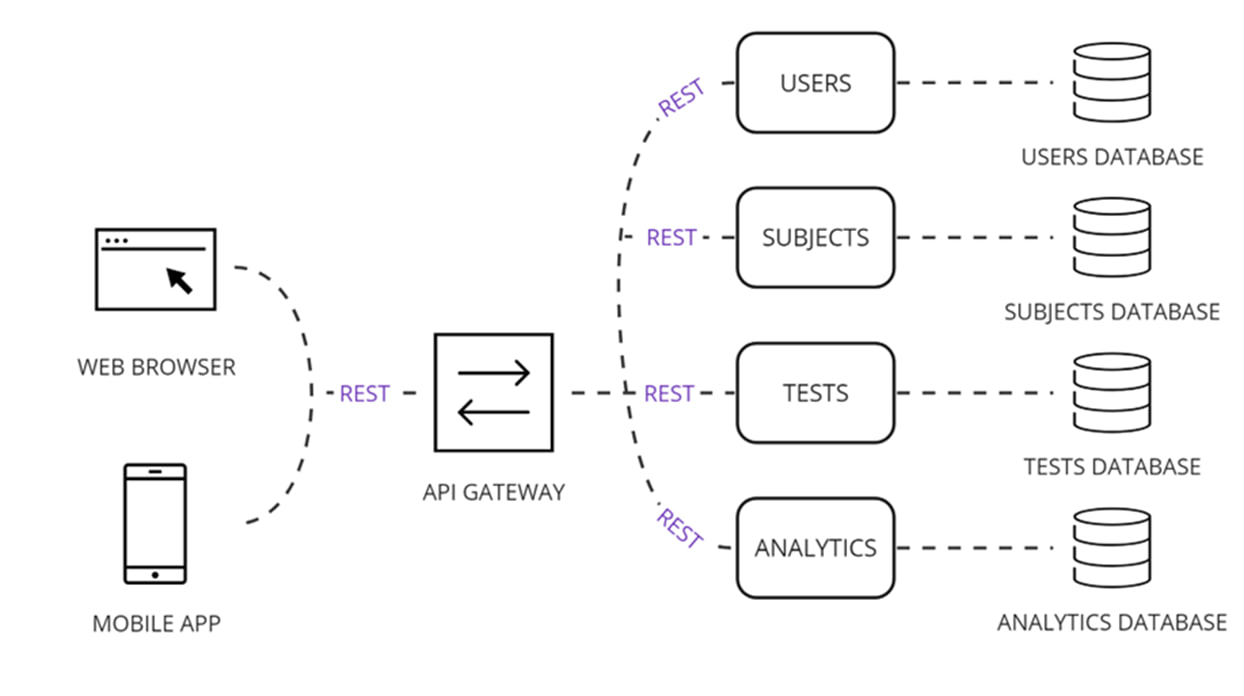 REST
USERS
USERS DATABASE
REST
SUBJECTS
SUBJECTS DATABASE
WEB BROWSER
REST
API GATEWAY
REST
TESTS
TESTS DATABASE
REST
ANALYTICS
ANALYTICS DATABASE
MOBILE APP